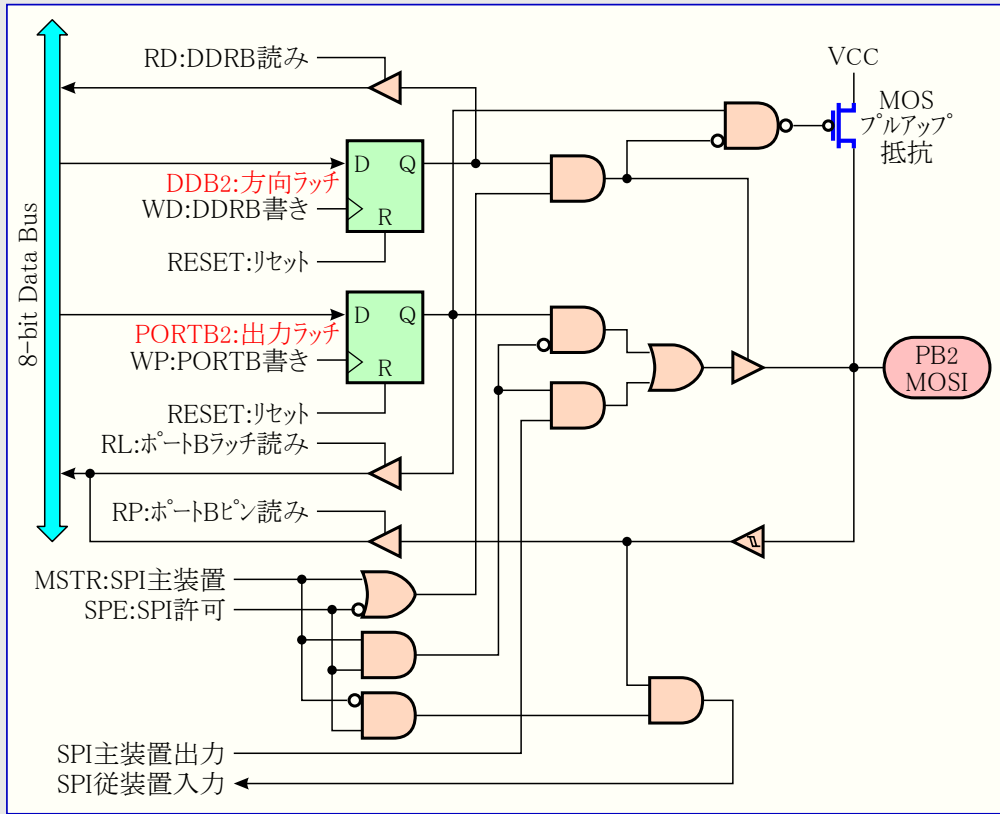 RD:DDRB読み
VCC
MOS
プルアップ
抵抗
8-bit Data Bus
D
Q
DDB2:方向ラッチ
WD:DDRB書き
R
RESET:リセット
D
Q
PORTB2:出力ラッチ
WP:PORTB書き
R
PB2
MOSI
RESET:リセット
RL:ポートBラッチ読み
RP:ポートBピン読み
MSTR:SPI主装置
SPE:SPI許可
SPI主装置出力
SPI従装置入力